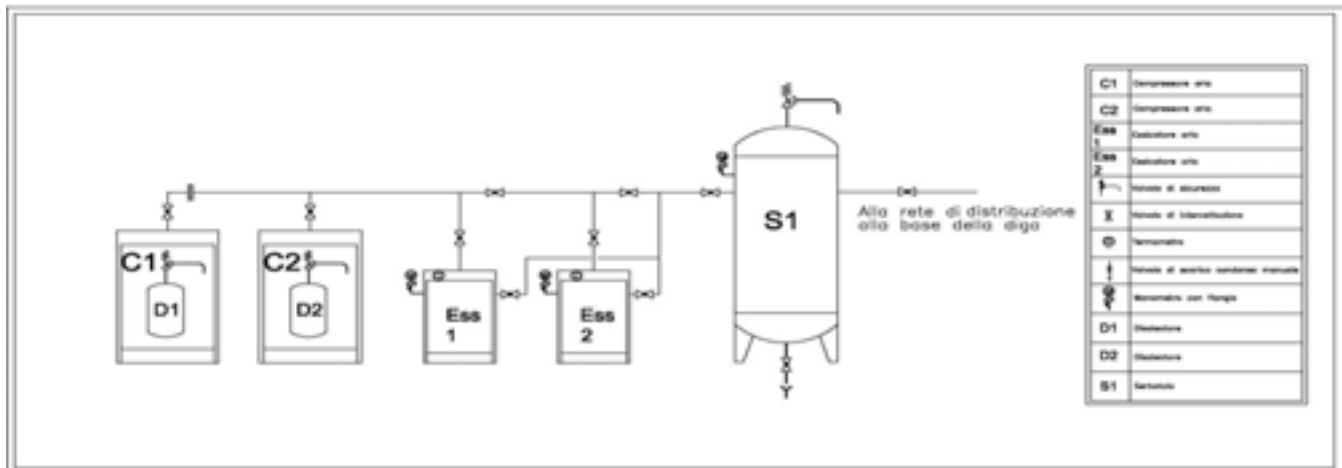 C1
D1
C2
D2
Ess
1
Ess
2
S1
Alla rete di distribuzione
alla base della diga
C1 Compressore aria
C2 Compressore aria
Ess
1 Essiccatore aria
Ess
2 Essiccatore aria
Valvola di sicurezza
Valvola di intercettazione
Termometro
Valvola di scarico condensa manuale
Manometro con flangia
D1 Disoleatore
D2 Disoleatore
S1 Serbatoio